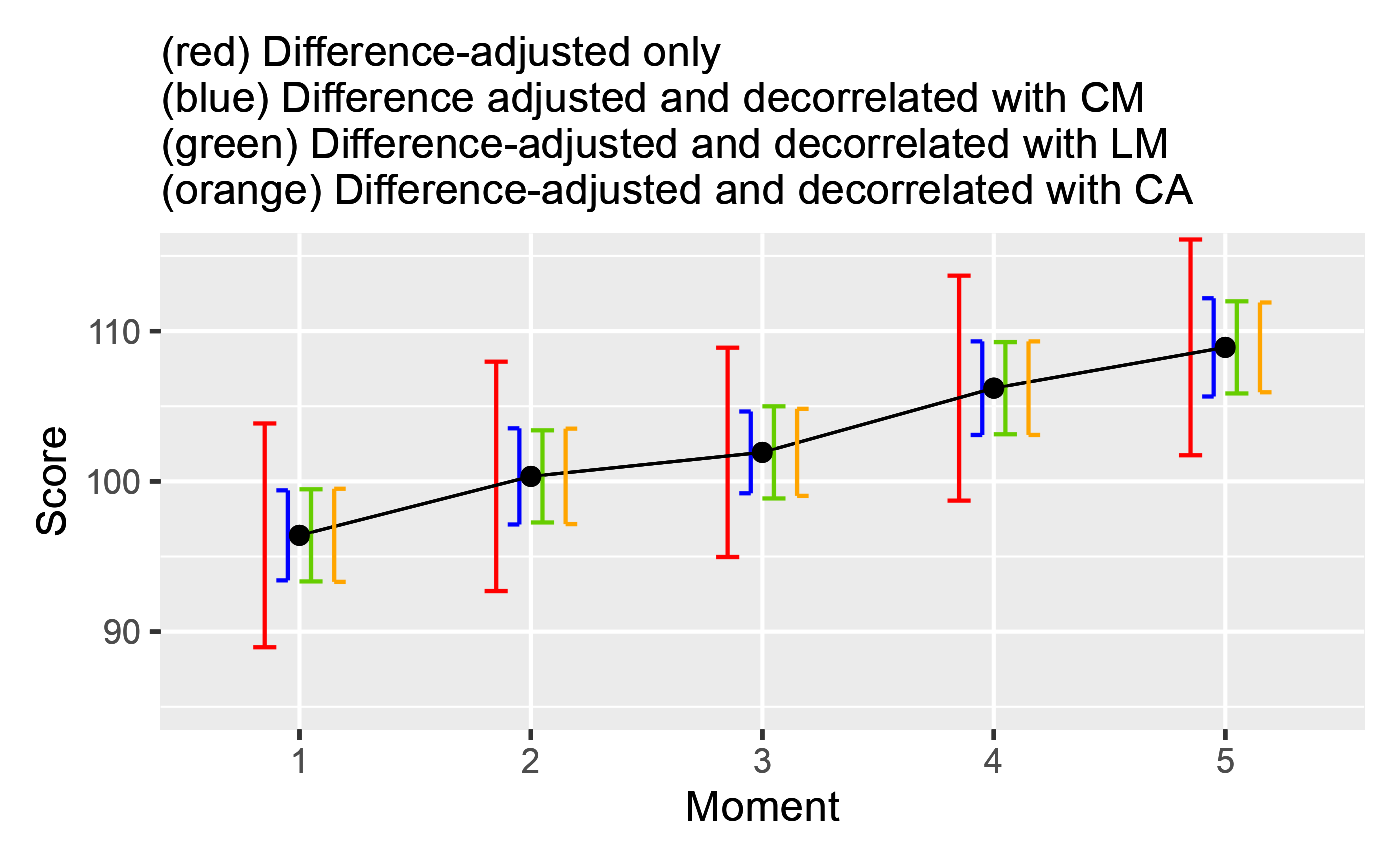 (red) Difference-adjusted only
(blue) Difference adjusted and decorrelated with CM
(green) Difference-adjusted and decorrelated with LM
(orange) Difference-adjusted and decorrelated with CA
110
100
90
Score
1 2 3 4 5
Moment